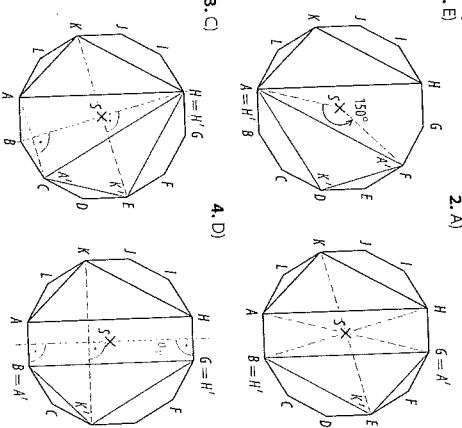 . E)
J
K
I
L
H
A = H'
S
150°
G
B
A'
F
C
K'
E
D
2. A)
J
K
I
L
H
A
S
G = A'
B = H'
F
C
E
K'
D
3. C)
J
K
I
L
H = H'
A
S
G
B
A'
F
C
K'
E
D
4. D)
J
K
I
L
H
A
S
G = H'
B = A'
F
C
K'